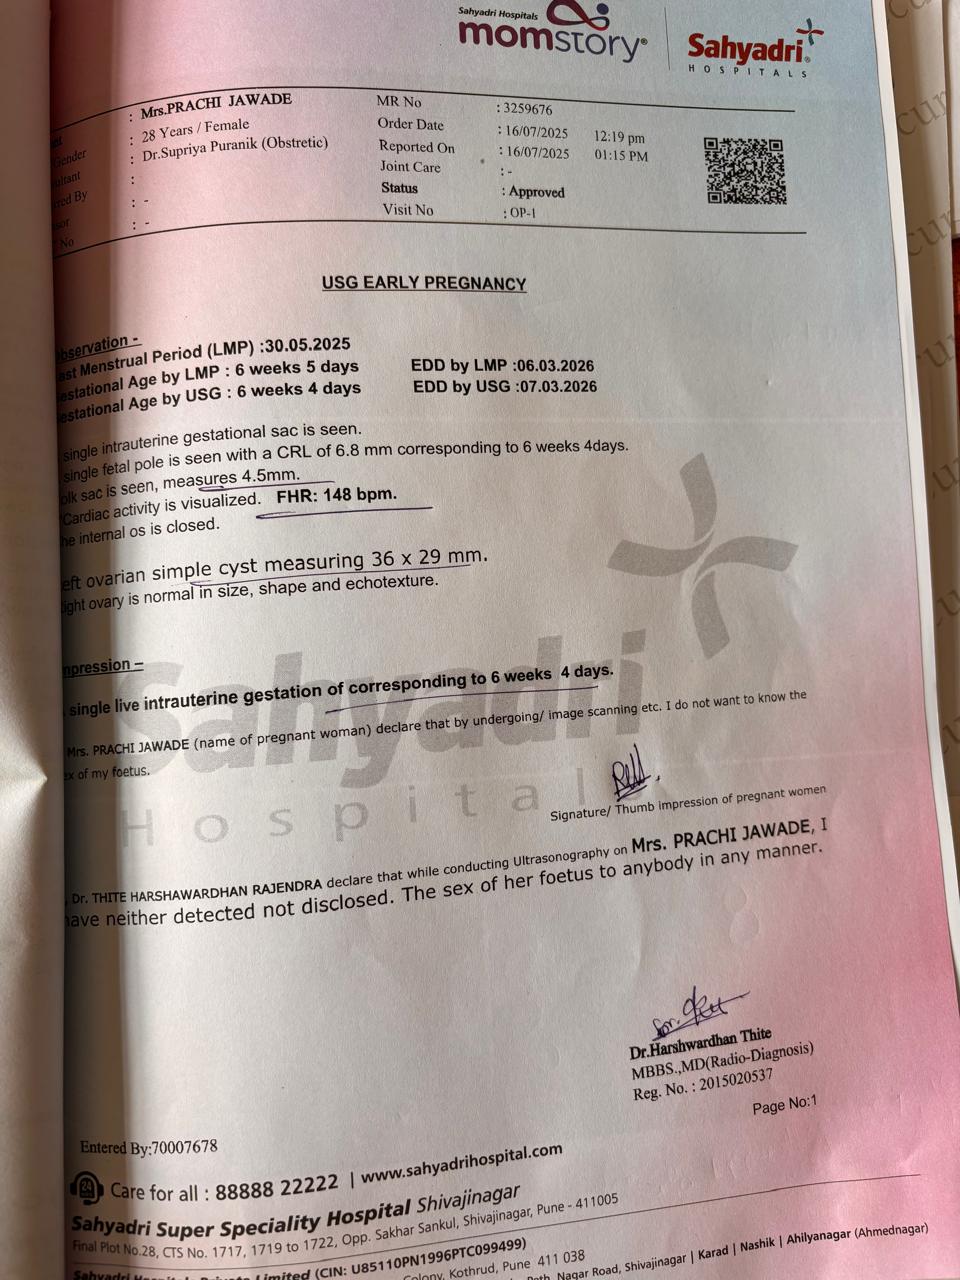 Sahyadri Hospitals
momstory®
Sahyadri®
HOSPITALS
: Mrs.PRACHI JAWADE
Gender : 28 Years / Female
: Dr.Supriya Puranik (Obstetric)
:
: -
No : -
MR No : 3259676
Order Date : 16/07/2025 12:19 pm
Reported On : 16/07/2025 01:15 PM
Joint Care : -
Status : Approved
Visit No : OP-1
USG EARLY PREGNANCY
bservation -
ast Menstrual Period (LMP) :30.05.2025
estational Age by LMP : 6 weeks 5 days EDD by LMP :06.03.2026
estational Age by USG : 6 weeks 4 days EDD by USG :07.03.2026
single intrauterine gestational sac is seen.
single fetal pole is seen with a CRL of 6.8 mm corresponding to 6 weeks 4days.
olk sac is seen, measures 4.5mm.
Cardiac activity is visualized. FHR: 148 bpm.
he internal os is closed.
eft ovarian simple cyst measuring 36 x 29 mm.
ight ovary is normal in size, shape and echotexture.
mpression –
single live intrauterine gestation of corresponding to 6 weeks 4 days.
Mrs. PRACHI JAWADE (name of pregnant woman) declare that by undergoing/ image scanning etc. I do not want to know the
ex of my foetus.
Signature/ Thumb impression of pregnant women
Sahyadri
Hospitals
Dr. THITE HARSHAWARDHAN RAJENDRA declare that while conducting Ultrasonography on Mrs. PRACHI JAWADE, I
ave neither detected not disclosed. The sex of her foetus to anybody in any manner.
Dr.Harshwardhan Thite
MBBS.,MD(Radio-Diagnosis)
Reg. No. : 2015020537
Page No:1
Entered By:70007678
24
Care for all : 88888 22222 | www.sahyadrihospital.com
Sahyadri Super Speciality Hospital Shivajinagar
Final Plot No.28, CTS No. 1717, 1719 to 1722, Opp. Sakhar Sankul, Shivajinagar, Pune - 411005
Limited (CIN: U85110PN1996PTC099499)
Colony, Kothrud, Pune 411 038
Nagar Road, Shivajinagar | Karad | Nashik | Ahilyanagar (Ahmednagar)